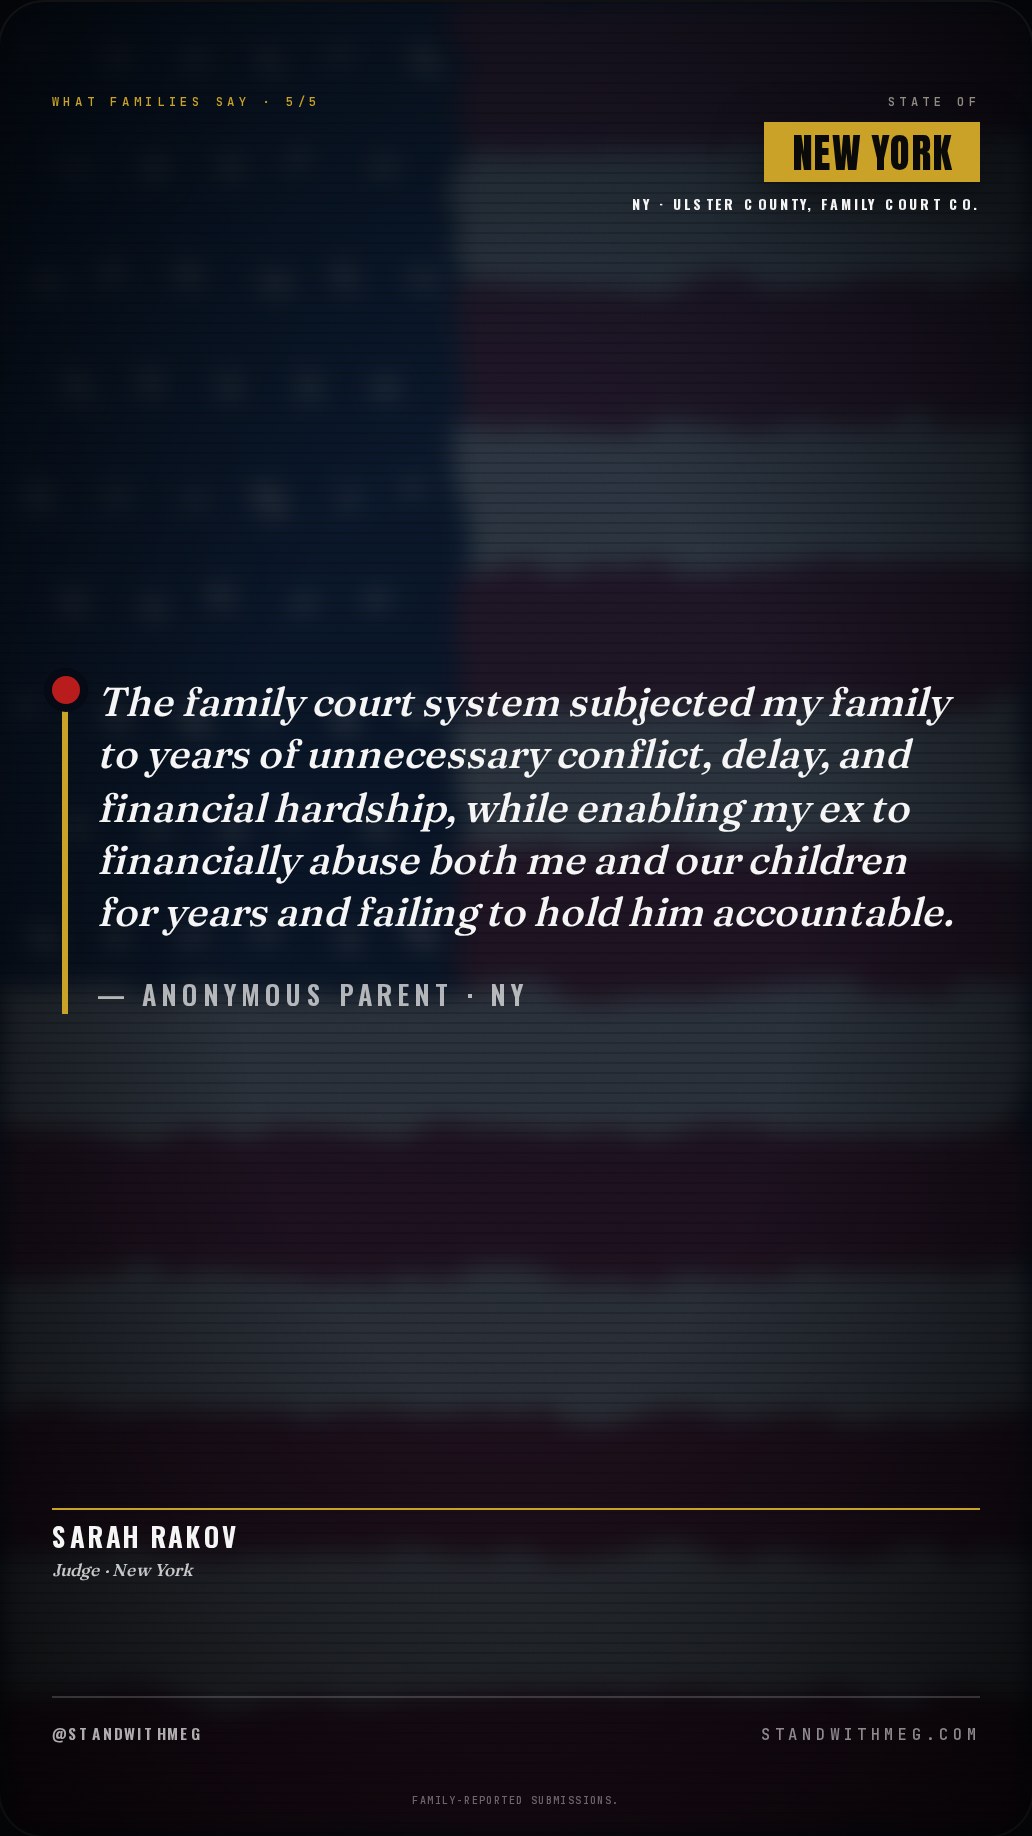 WHAT FAMILIES SAY · 5/5
STATE OF
NEW YORK
NY · ULSTER COUNTY, FAMILY COURT CO.
The family court system subjected my family
to years of unnecessary conflict, delay, and
financial hardship, while enabling my ex to
financially abuse both me and our children
for years and failing to hold him accountable.
— ANONYMOUS PARENT · NY
SARAH RAKOV
Judge · New York
@STANDWITHMEG
STANDWITHMEG.COM
FAMILY-REPORTED SUBMISSIONS.